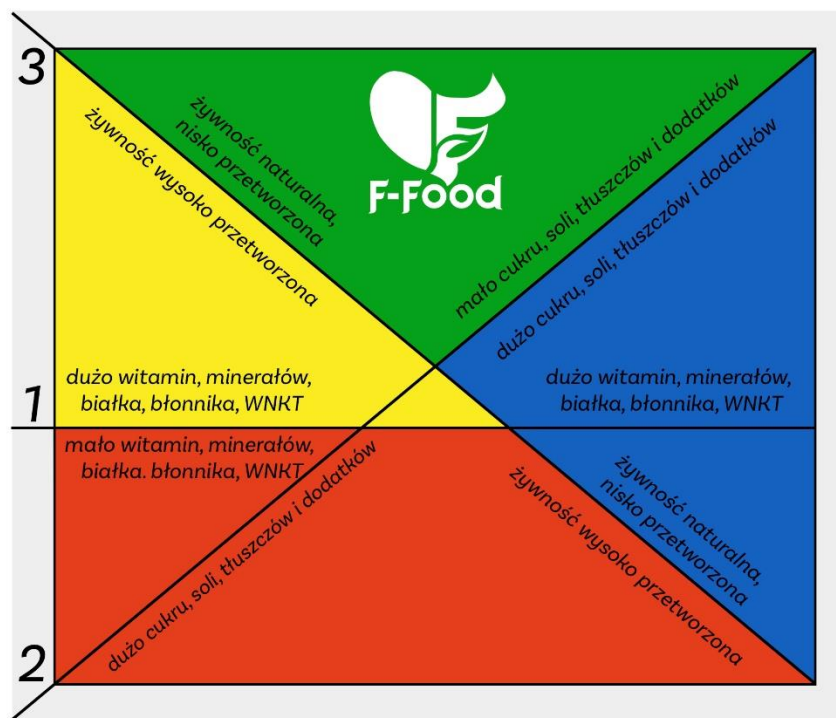 3
żywność naturalna,
nisko przetworzona
F-Food
mało cukru, soli, tłuszczów i dodatków
żywność wysoko przetworzona
dużo cukru, soli, tłuszczów i dodatków
1
dużo witamin, minerałów,
białka, błonnika, WNKT
dużo witamin, minerałów,
białka, błonnika, WNKT
mało witamin, minerałów,
białka. błonnika, WNKT
dużo cukru, soli, tłuszczów i dodatków
żywność wysoko przetworzona
żywność naturalna,
nisko przetworzona
2